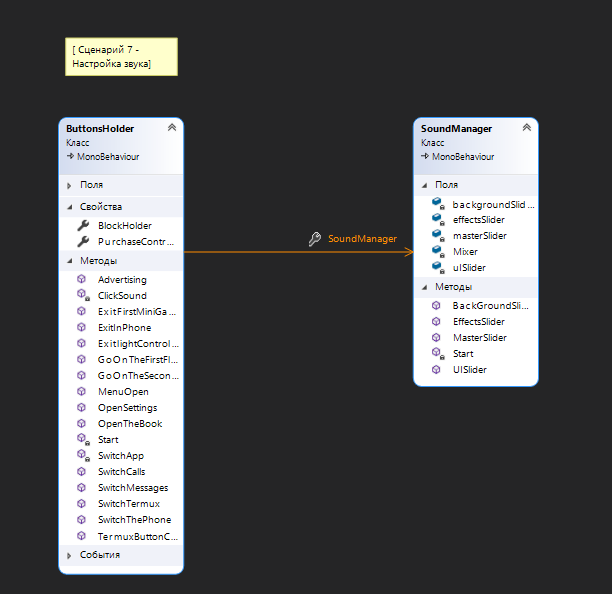 [ Сценарий 7 -
Настройка звука]
ButtonsHolder
Класс
MonoBehaviour
Поля
Свойства
BlockHolder
PurchaseContr...
Методы
Advertising
ClickSound
ExitFirstMiniGa...
ExitInPhone
ExitlightControl...
GoOnTheFirstFl...
GoOnTheSecon...
MenuOpen
OpenSettings
OpenTheBook
Start
SwitchApp
SwitchCalls
SwitchMessages
SwitchTermux
SwitchThePhone
TermuxButtonC...
События
SoundManager
SoundManager
Класс
MonoBehaviour
Поля
backgroundSlid...
effectsSlider
masterSlider
Mixer
uISlider
Методы
BackGroundSli...
EffectsSlider
MasterSlider
Start
UISlider